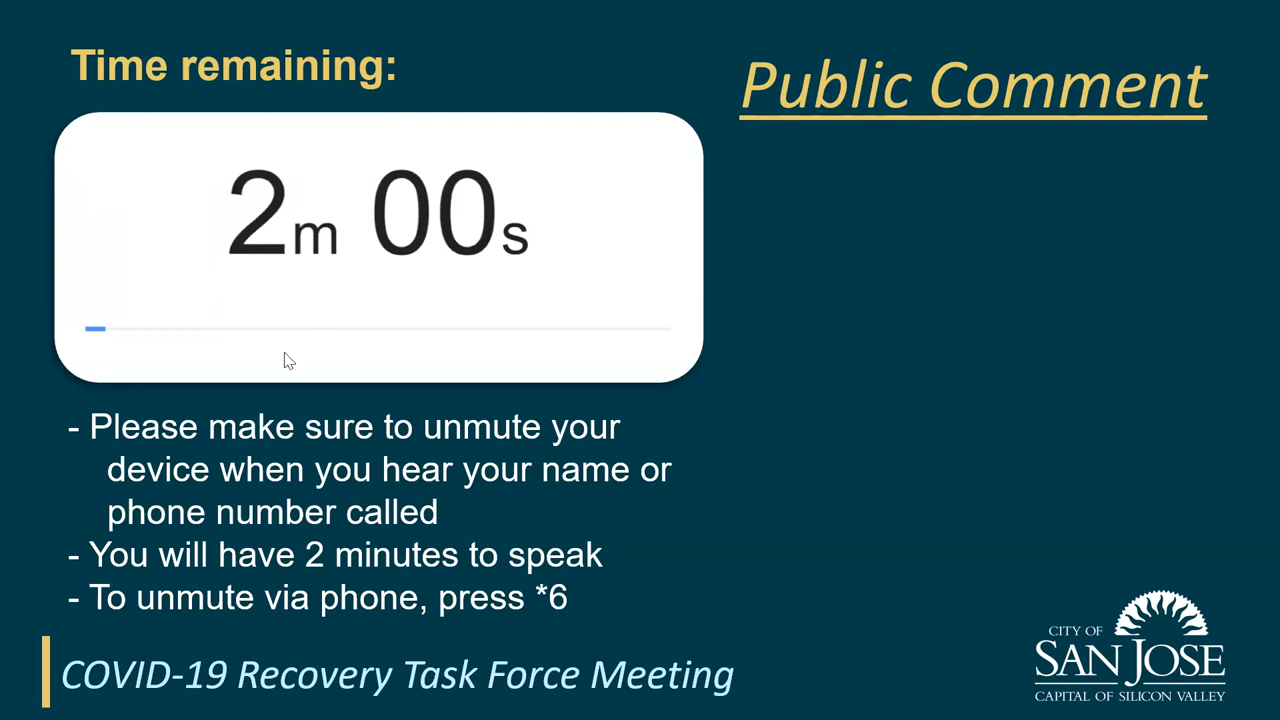 Time remaining:
Public Comment
2m 00s
- Please make sure to unmute your
device when you hear your name or
phone number called
- You will have 2 minutes to speak
- To unmute via phone, press *6
COVID-19 Recovery Task Force Meeting
CITY OF
SAN JOSE
CAPITAL OF SILICON VALLEY